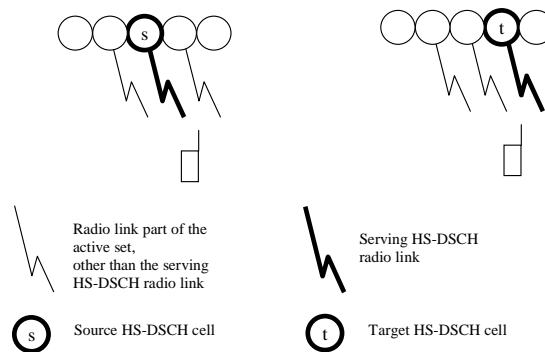 s
t
Radio link part of the
active set,
other than the serving
HS-DSCH radio link
Serving HS-DSCH
radio link
s
Source HS-DSCH cell
t
Target HS-DSCH cell